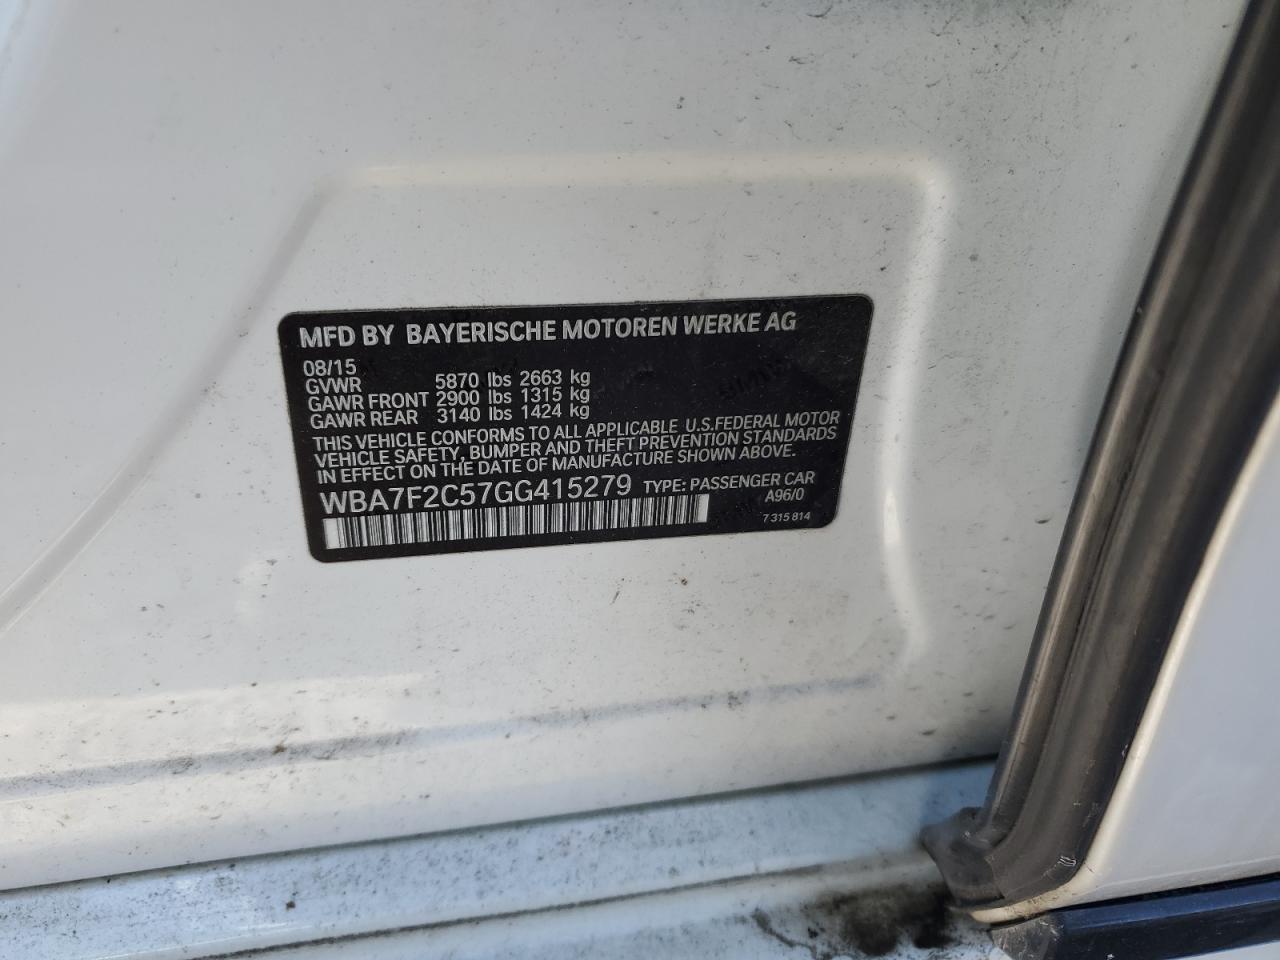 MFD BY BAYERISCHE MOTOREN WERKE AG
08/15
GVWR 5870 lbs 2663 kg
GAWR FRONT 2900 lbs 1315 kg
GAWR REAR 3140 lbs 1424 kg
THIS VEHICLE CONFORMS TO ALL APPLICABLE U.S.FEDERAL MOTOR
VEHICLE SAFETY, BUMPER AND THEFT PREVENTION STANDARDS
IN EFFECT ON THE DATE OF MANUFACTURE SHOWN ABOVE.
WBA7F2C57GG415279 TYPE: PASSENGER CAR
A96/0
7 315 814